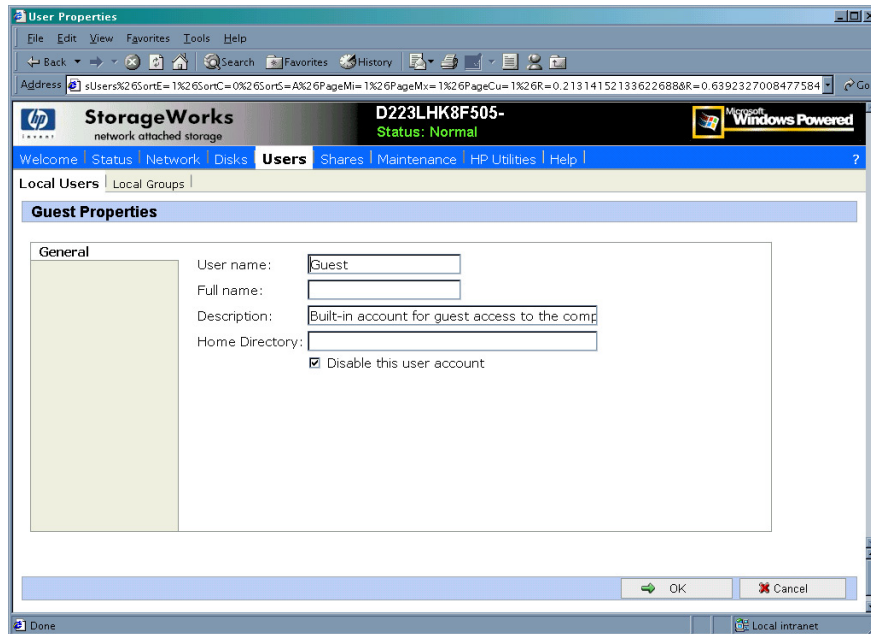 User Properties
File Edit View Favorites Tools Help
Back Search Favorites History
Address sUsers%26SortE=1%26SortC=0%26SortS=A%26PageMi=1%26PageMx=1%26PageCu=1%26R=0.21314152133622688&R=0.6392327008477584 Go
hp invent StorageWorks network attached storage
D223LHK8F505-
Status: Normal
Microsoft Windows Powered
Welcome Status Network Disks Users Shares Maintenance HP Utilities Help ?
Local Users Local Groups
Guest Properties
General
User name: Guest
Full name:
Description: Built-in account for guest access to the comp
Home Directory:
Disable this user account
OK Cancel
Done Local intranet